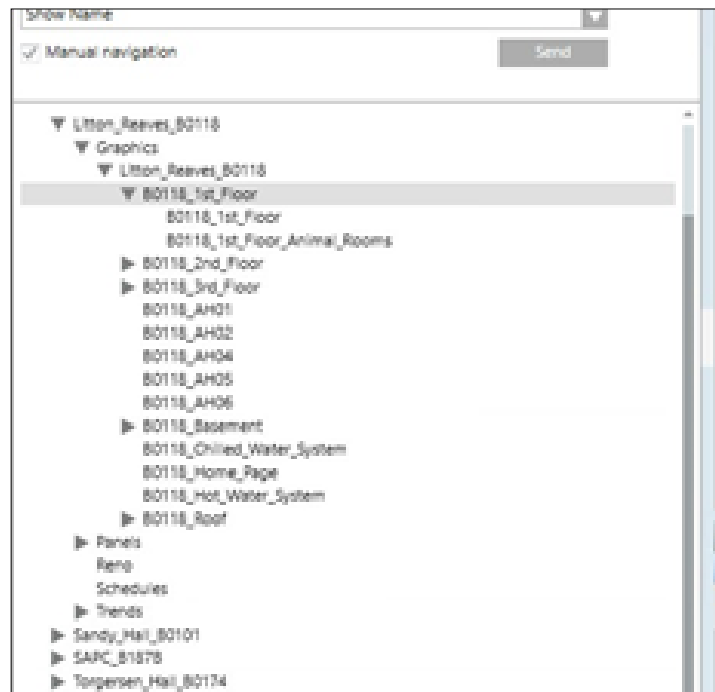 Show Name
Manual navigation
Send
Litton_Reaves_B0118
Graphics
Litton_Reaves_B0118
B0118_1st_Floor
B0118_1st_Floor
B0118_1st_Floor_Animal_Rooms
B0118_2nd_Floor
B0118_3rd_Floor
B0118_AH01
B0118_AH02
B0118_AH04
B0118_AH05
B0118_AH06
B0118_Basement
B0118_Chilled_Water_System
B0118_Home_Page
B0118_Hot_Water_System
B0118_Roof
Panels
Reno
Schedules
Trends
Sandy_Hall_B0101
SAPC_B187B
Torgersen_Hall_B0174